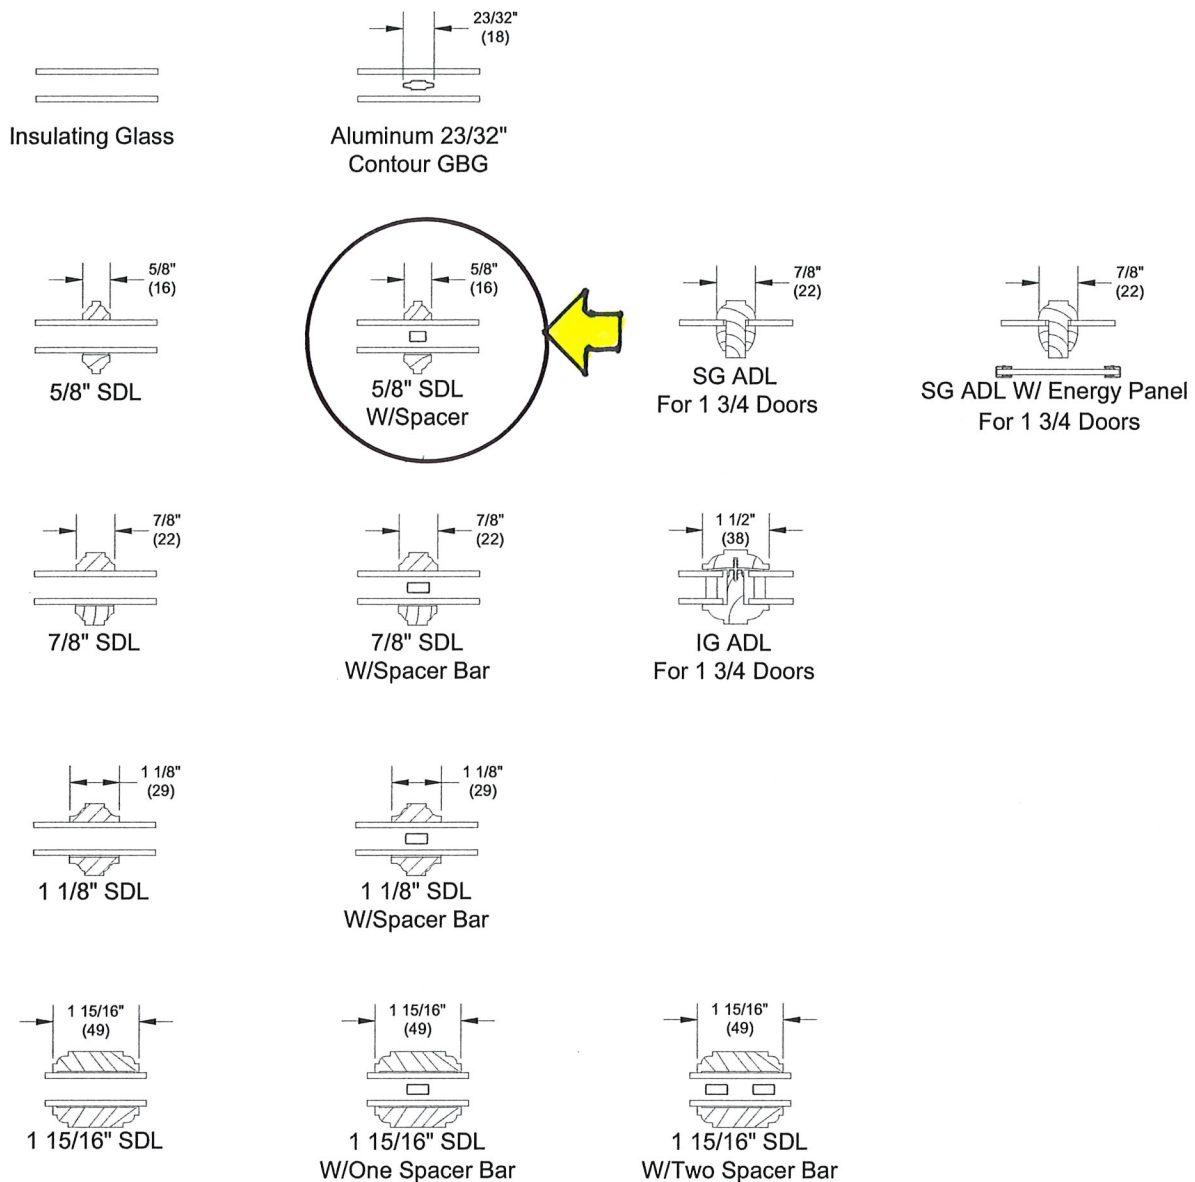 23/32"
(18)
Insulating Glass
Aluminum 23/32"
Contour GBG
5/8"
(16)
5/8" SDL
5/8"
(16)
5/8" SDL
W/Spacer
7/8"
(22)
SG ADL
For 1 3/4 Doors
7/8"
(22)
SG ADL W/ Energy Panel
For 1 3/4 Doors
7/8"
(22)
7/8" SDL
7/8"
(22)
7/8" SDL
W/Spacer Bar
1 1/2"
(38)
IG ADL
For 1 3/4 Doors
1 1/8"
(29)
1 1/8" SDL
1 1/8"
(29)
1 1/8" SDL
W/Spacer Bar
1 15/16"
(49)
1 15/16" SDL
1 15/16"
(49)
1 15/16" SDL
W/One Spacer Bar
1 15/16"
(49)
1 15/16" SDL
W/Two Spacer Bar